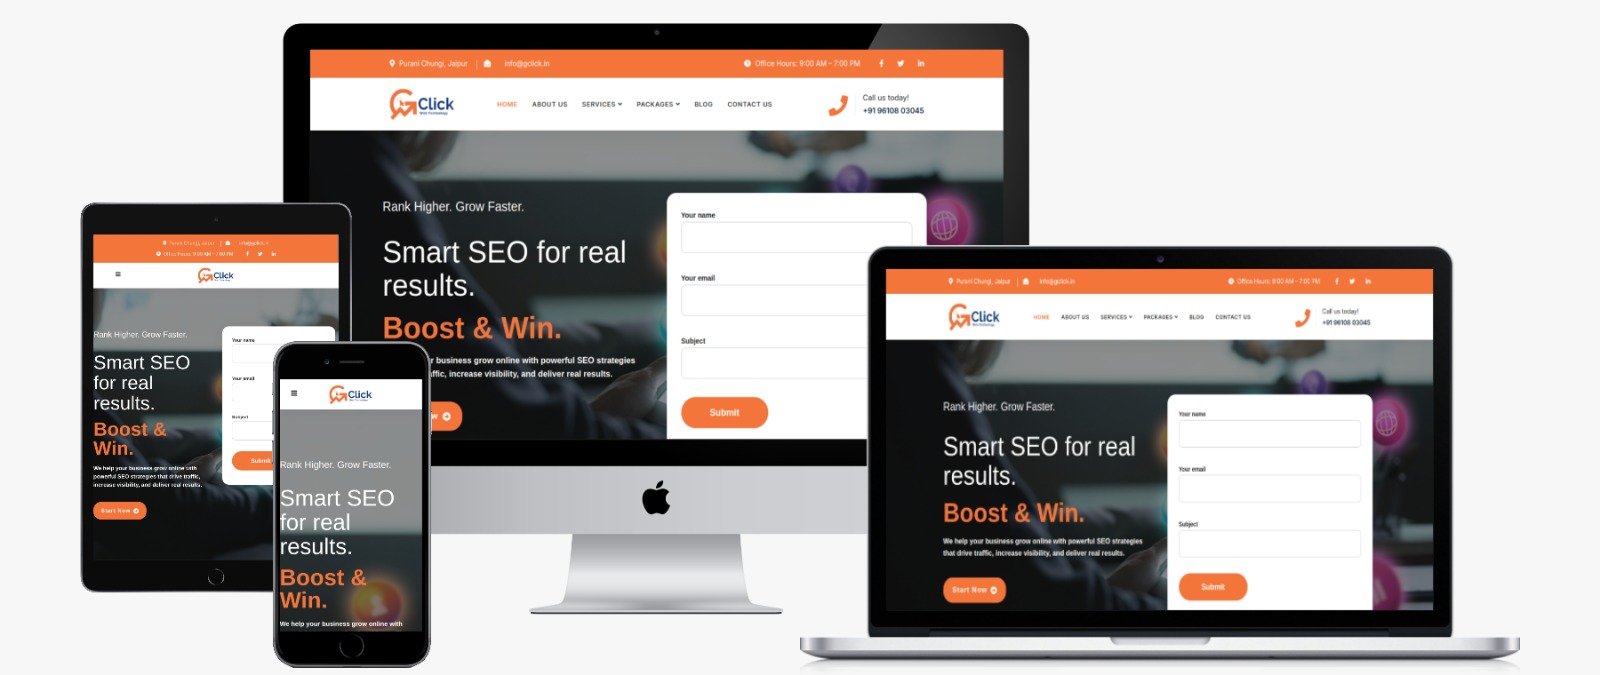 Purani Chungi, Jaipur
info@gclick.in
Office Hours: 9:00 AM – 7:00 PM
Click
Web Technology
HOME
ABOUT US
SERVICES
PACKAGES
BLOG
CONTACT US
Call us today!
+91 96108 03045
Rank Higher. Grow Faster.
Smart SEO for real
results.
Boost & Win.
r business grow online with powerful SEO strategies
affic, increase visibility, and deliver real results.
w
Your name
Your email
Subject
Submit
Purani Chungi, Jaipur
info@gclick.in
Office Hours: 9:00 AM – 7:00 PM
Click
Rank Higher. Grow Faster.
Smart SEO
for real
results.
Boost &
Win.
We help your business grow online with
powerful SEO strategies that drive traffic,
increase visibility, and deliver real results.
Start Now
Your name
Your email
Subject
Submit
Click
Rank Higher. Grow Faster.
Smart SEO
for real
results.
Boost &
Win.
We help your business grow online with
Purani Chungi, Jaipur
info@gclick.in
Office Hours: 9:00 AM – 7:00 PM
Click
Web Technology
HOME
ABOUT US
SERVICES
PACKAGES
BLOG
CONTACT US
Call us today!
+91 96108 03045
Rank Higher. Grow Faster.
Smart SEO for real
results.
Boost & Win.
We help your business grow online with powerful SEO strategies
that drive traffic, increase visibility, and deliver real results.
Start Now
Your name
Your email
Subject
Submit